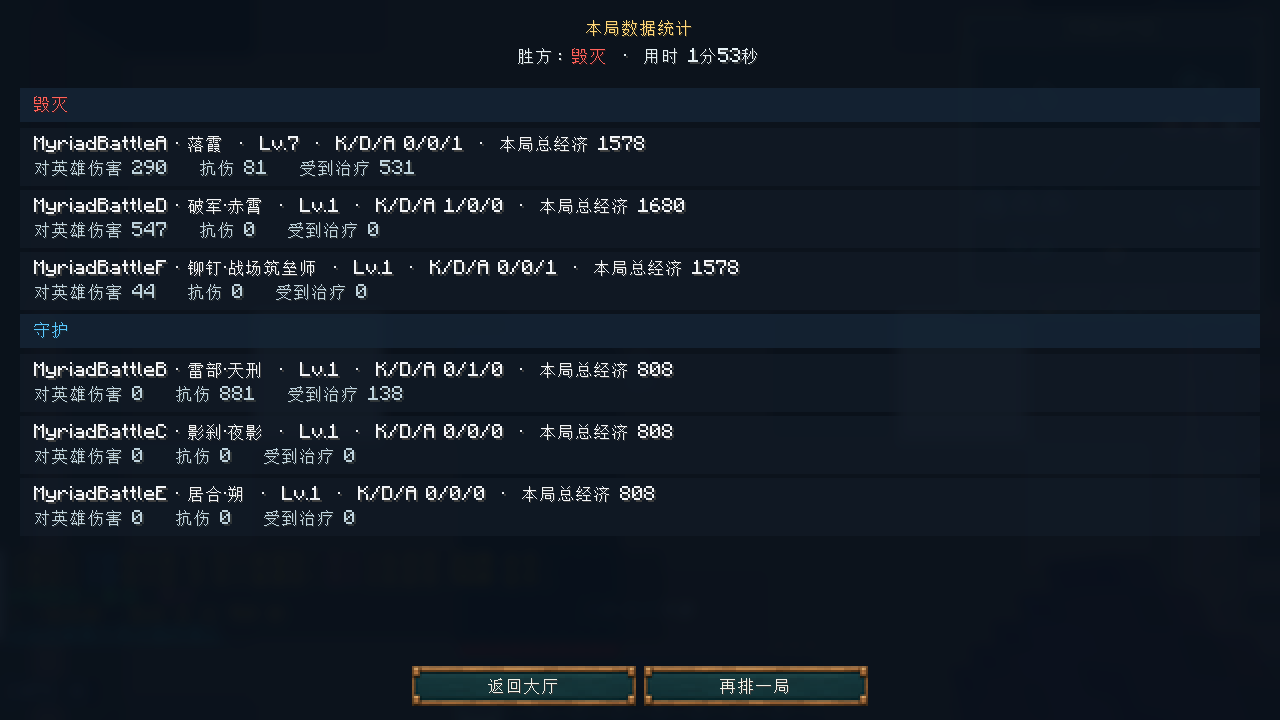 本局数据统计
胜方：毁灭 · 用时 1分53秒
毁灭
MyriadBattleA · 落霞 · Lv.7 · K/D/A 0/0/1 · 本局总经济 1578
对英雄伤害 290 抗伤 81 受到治疗 531
MyriadBattleD · 破军·赤霄 · Lv.1 · K/D/A 1/0/0 · 本局总经济 1680
对英雄伤害 547 抗伤 0 受到治疗 0
MyriadBattleF · 铆钉·战场筑垒师 · Lv.1 · K/D/A 0/0/1 · 本局总经济 1578
对英雄伤害 44 抗伤 0 受到治疗 0
守护
MyriadBattleB · 雷部·天刑 · Lv.1 · K/D/A 0/1/0 · 本局总经济 808
对英雄伤害 0 抗伤 881 受到治疗 138
MyriadBattleC · 影刹·夜影 · Lv.1 · K/D/A 0/0/0 · 本局总经济 808
对英雄伤害 0 抗伤 0 受到治疗 0
MyriadBattleE · 居合·朔 · Lv.1 · K/D/A 0/0/0 · 本局总经济 808
对英雄伤害 0 抗伤 0 受到治疗 0
返回大厅
再排一局